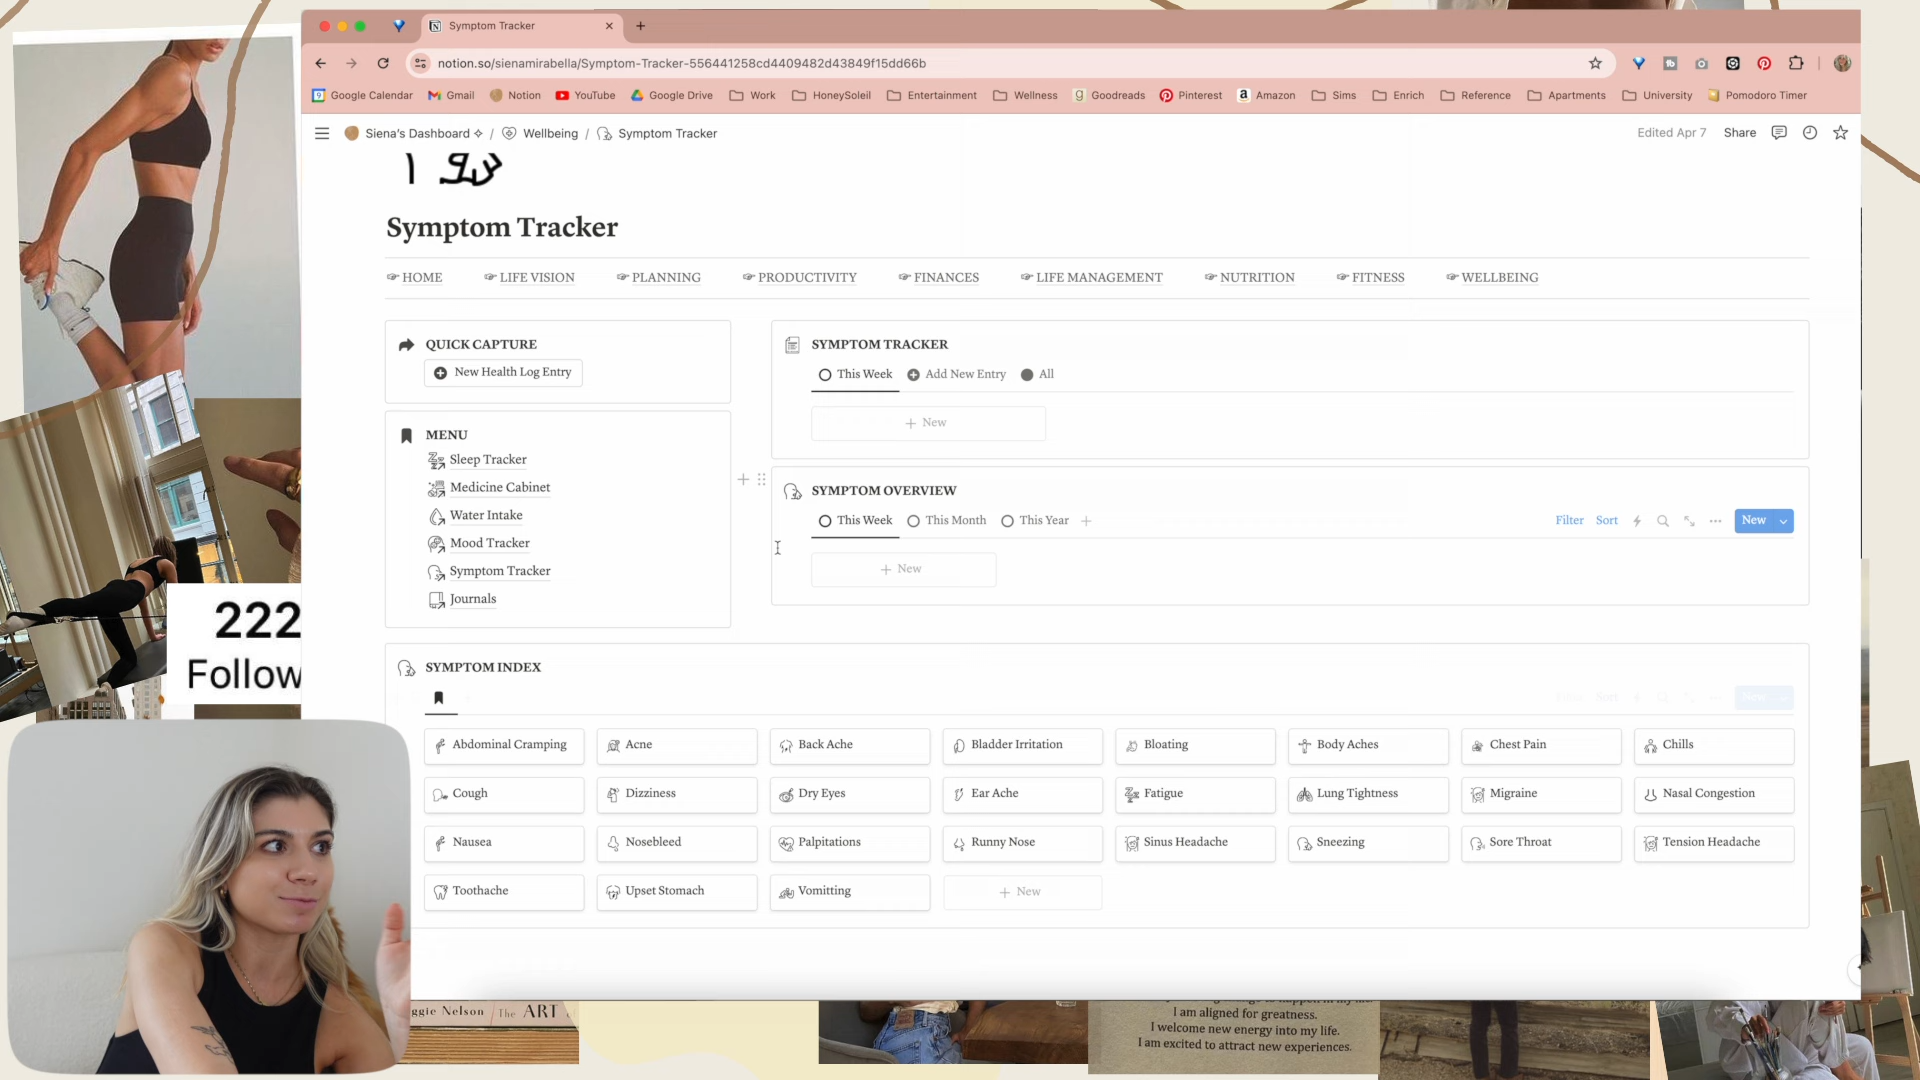 Symptom Tracker
notion.so/sienamirabella/Symptom-Tracker-556441258cd4409482d43849f15dd66b
Google Calendar Gmail Notion YouTube Google Drive Work HoneySoleil Entertainment Wellness Goodreads Pinterest Amazon Sims Enrich Reference Apartments University Pomodoro Timer
Siena's Dashboard ✧ / Wellbeing / Symptom Tracker
Edited Apr 7 Share
Symptom Tracker
☞ HOME ☞ LIFE VISION ☞ PLANNING ☞ PRODUCTIVITY ☞ FINANCES ☞ LIFE MANAGEMENT ☞ NUTRITION ☞ FITNESS ☞ WELLBEING
QUICK CAPTURE
New Health Log Entry
MENU
Sleep Tracker
Medicine Cabinet
Water Intake
Mood Tracker
Symptom Tracker
Journals
SYMPTOM TRACKER
This Week Add New Entry All
+ New
SYMPTOM OVERVIEW
This Week This Month This Year +
Filter Sort New
+ New
SYMPTOM INDEX
Abdominal Cramping Acne Back Ache Bladder Irritation Bloating Body Aches Chest Pain Chills
Cough Dizziness Dry Eyes Ear Ache Fatigue Lung Tightness Migraine Nasal Congestion
Nausea Nosebleed Palpitations Runny Nose Sinus Headache Sneezing Sore Throat Tension Headache
Toothache Upset Stomach Vomitting + New
222
Follow
ggie Nelson The ART
I am aligned for greatness.
I welcome new energy into my life.
I am excited to attract new experiences.